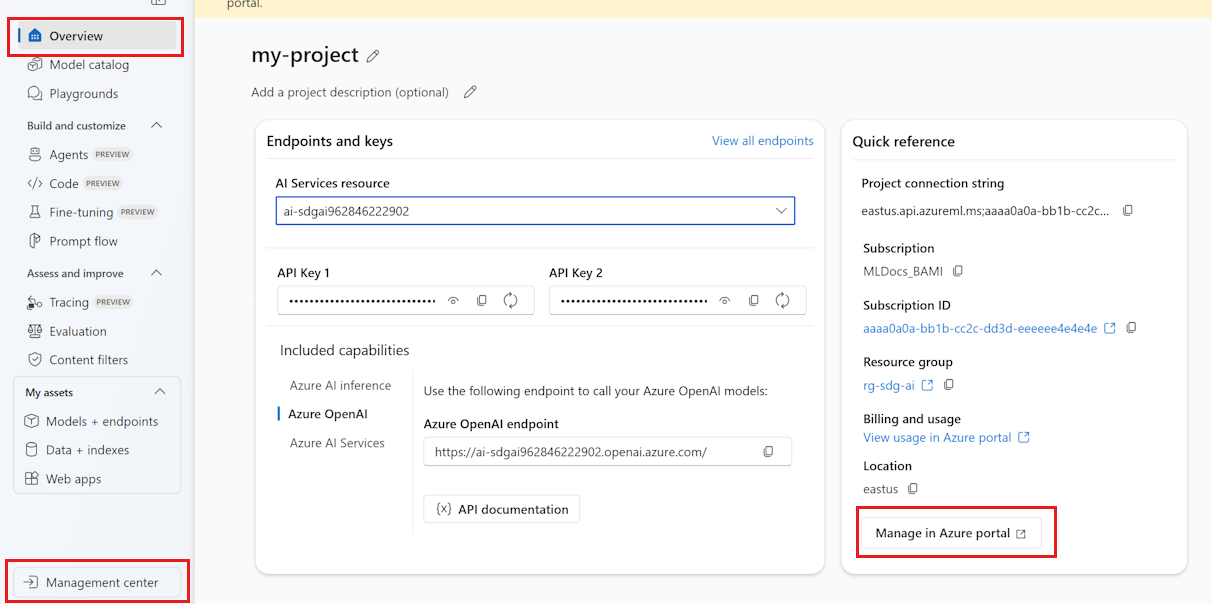 portal.
Overview
Model catalog
Playgrounds
Build and customize
Agents PREVIEW
Code PREVIEW
Fine-tuning PREVIEW
Prompt flow
Assess and improve
Tracing PREVIEW
Evaluation
Content filters
My assets
Models + endpoints
Data + indexes
Web apps
Management center
my-project
Add a project description (optional)
Endpoints and keys
View all endpoints
AI Services resource
ai-sdgai962846222902
API Key 1
API Key 2
Included capabilities
Azure AI inference
Azure OpenAI
Azure AI Services
Use the following endpoint to call your Azure OpenAI models:
Azure OpenAI endpoint
https://ai-sdgai962846222902.openai.azure.com/
{x} API documentation
Quick reference
Project connection string
eastus.api.azureml.ms;aaaa0a0a-bb1b-cc2c...
Subscription
MLDocs_BAMI
Subscription ID
aaaa0a0a-bb1b-cc2c-dd3d-eeeeee4e4e4e
Resource group
rg-sdg-ai
Billing and usage
View usage in Azure portal
Location
eastus
Manage in Azure portal